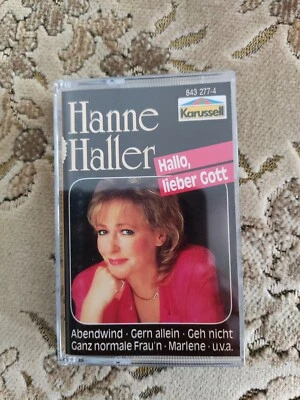 843 277-4
Karussell
Hanne
Haller
Hallo,
lieber Gott
Abendwind · Gern allein · Geh nicht
Ganz normale Frau'n · Marlene · u.v.a.